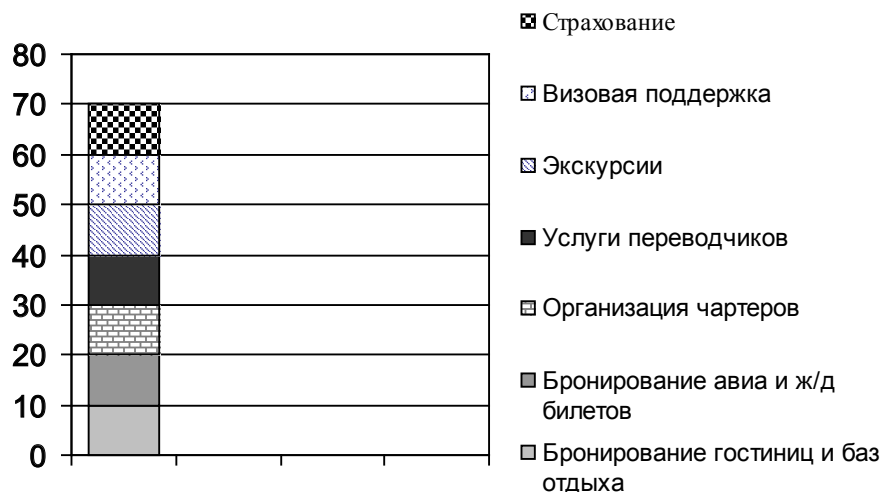 80
70
60
50
40
30
20
10
0
Страхование
Визовая поддержка
Экскурсии
Услуги переводчиков
Организация чартеров
Бронирование авиа и ж/д
билетов
Бронирование гостиниц и баз
отдыха